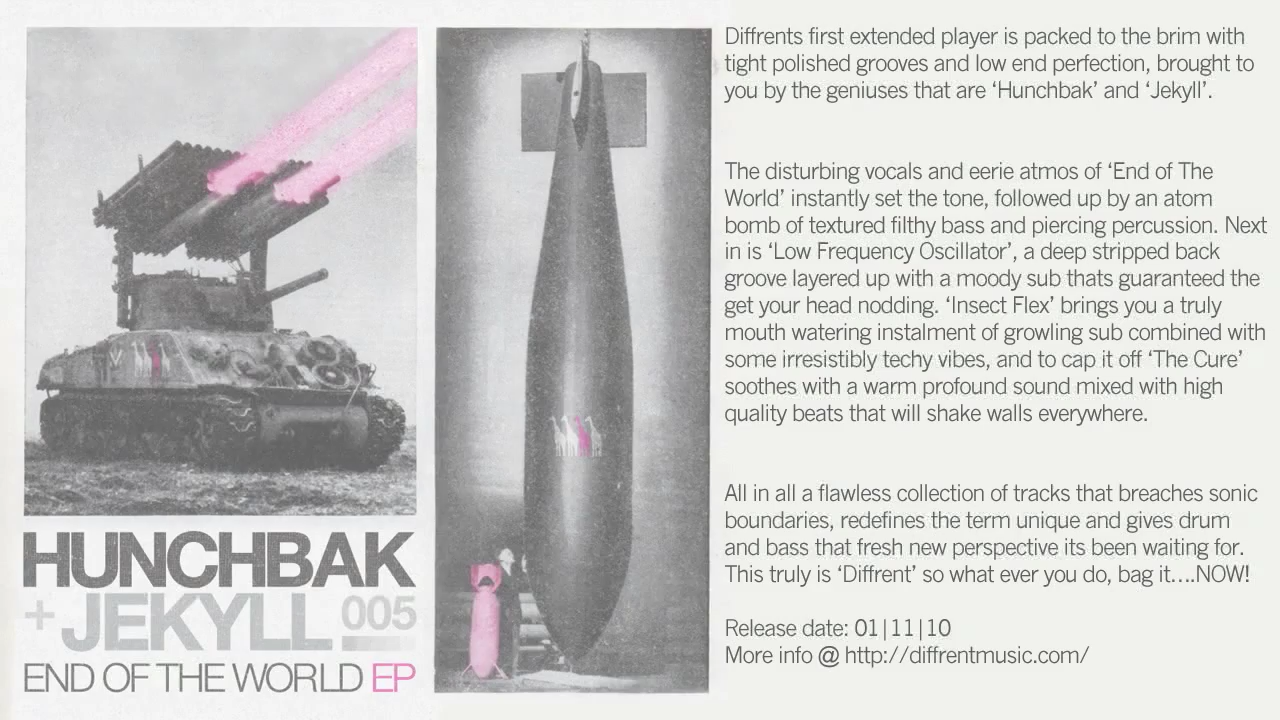 HUNCHBAK
+JEKYLL 005
END OF THE WORLD EP
Diffrents first extended player is packed to the brim with
tight polished grooves and low end perfection, brought to
you by the geniuses that are ‘Hunchbak’ and ‘Jekyll’.
The disturbing vocals and eerie atmos of ‘End of The
World’ instantly set the tone, followed up by an atom
bomb of textured filthy bass and piercing percussion. Next
in is ‘Low Frequency Oscillator’, a deep stripped back
groove layered up with a moody sub thats guaranteed the
get your head nodding. ‘Insect Flex’ brings you a truly
mouth watering instalment of growling sub combined with
some irresistibly techy vibes, and to cap it off ‘The Cure’
soothes with a warm profound sound mixed with high
quality beats that will shake walls everywhere.
All in all a flawless collection of tracks that breaches sonic
boundaries, redefines the term unique and gives drum
and bass that fresh new perspective its been waiting for.
This truly is ‘Diffrent’ so what ever you do, bag it....NOW!
Release date: 01|11|10
More info @ http://diffrentmusic.com/